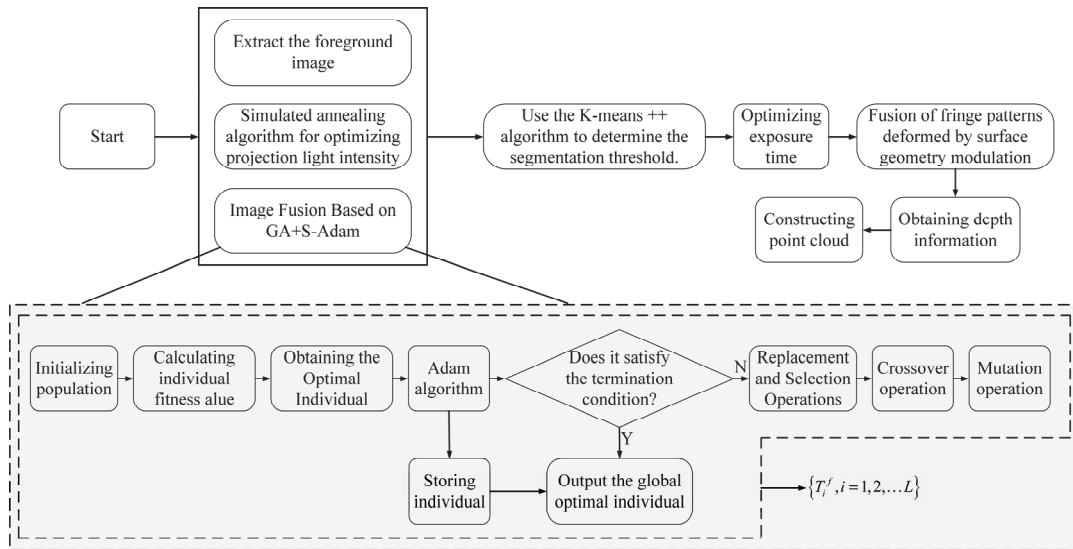 Extract the foreground
image
Start
Simulated annealing
algorithm for optimizing
projection light intensity
Use the K-means ++
algorithm to determine the
segmentation threshold.
Optimizing
exposure
time
Fusion of fringe patterns
deformed by surface
geometry modulation
Image Fusion Based on
GA+S-Adam
Constructing
point cloud
Obtaining depth
information
Initializing
population
Calculating
individual
fitness alue
Obtaining the
Optimal
Individual
Adam
algorithm
Does it satisfy
the termination
condition?
N
Replacement
and Selection
Operations
Crossover
operation
Mutation
operation
Y
Storing
individual
Output the global
optimal individual
{T_i^f, i=1,2,...L}